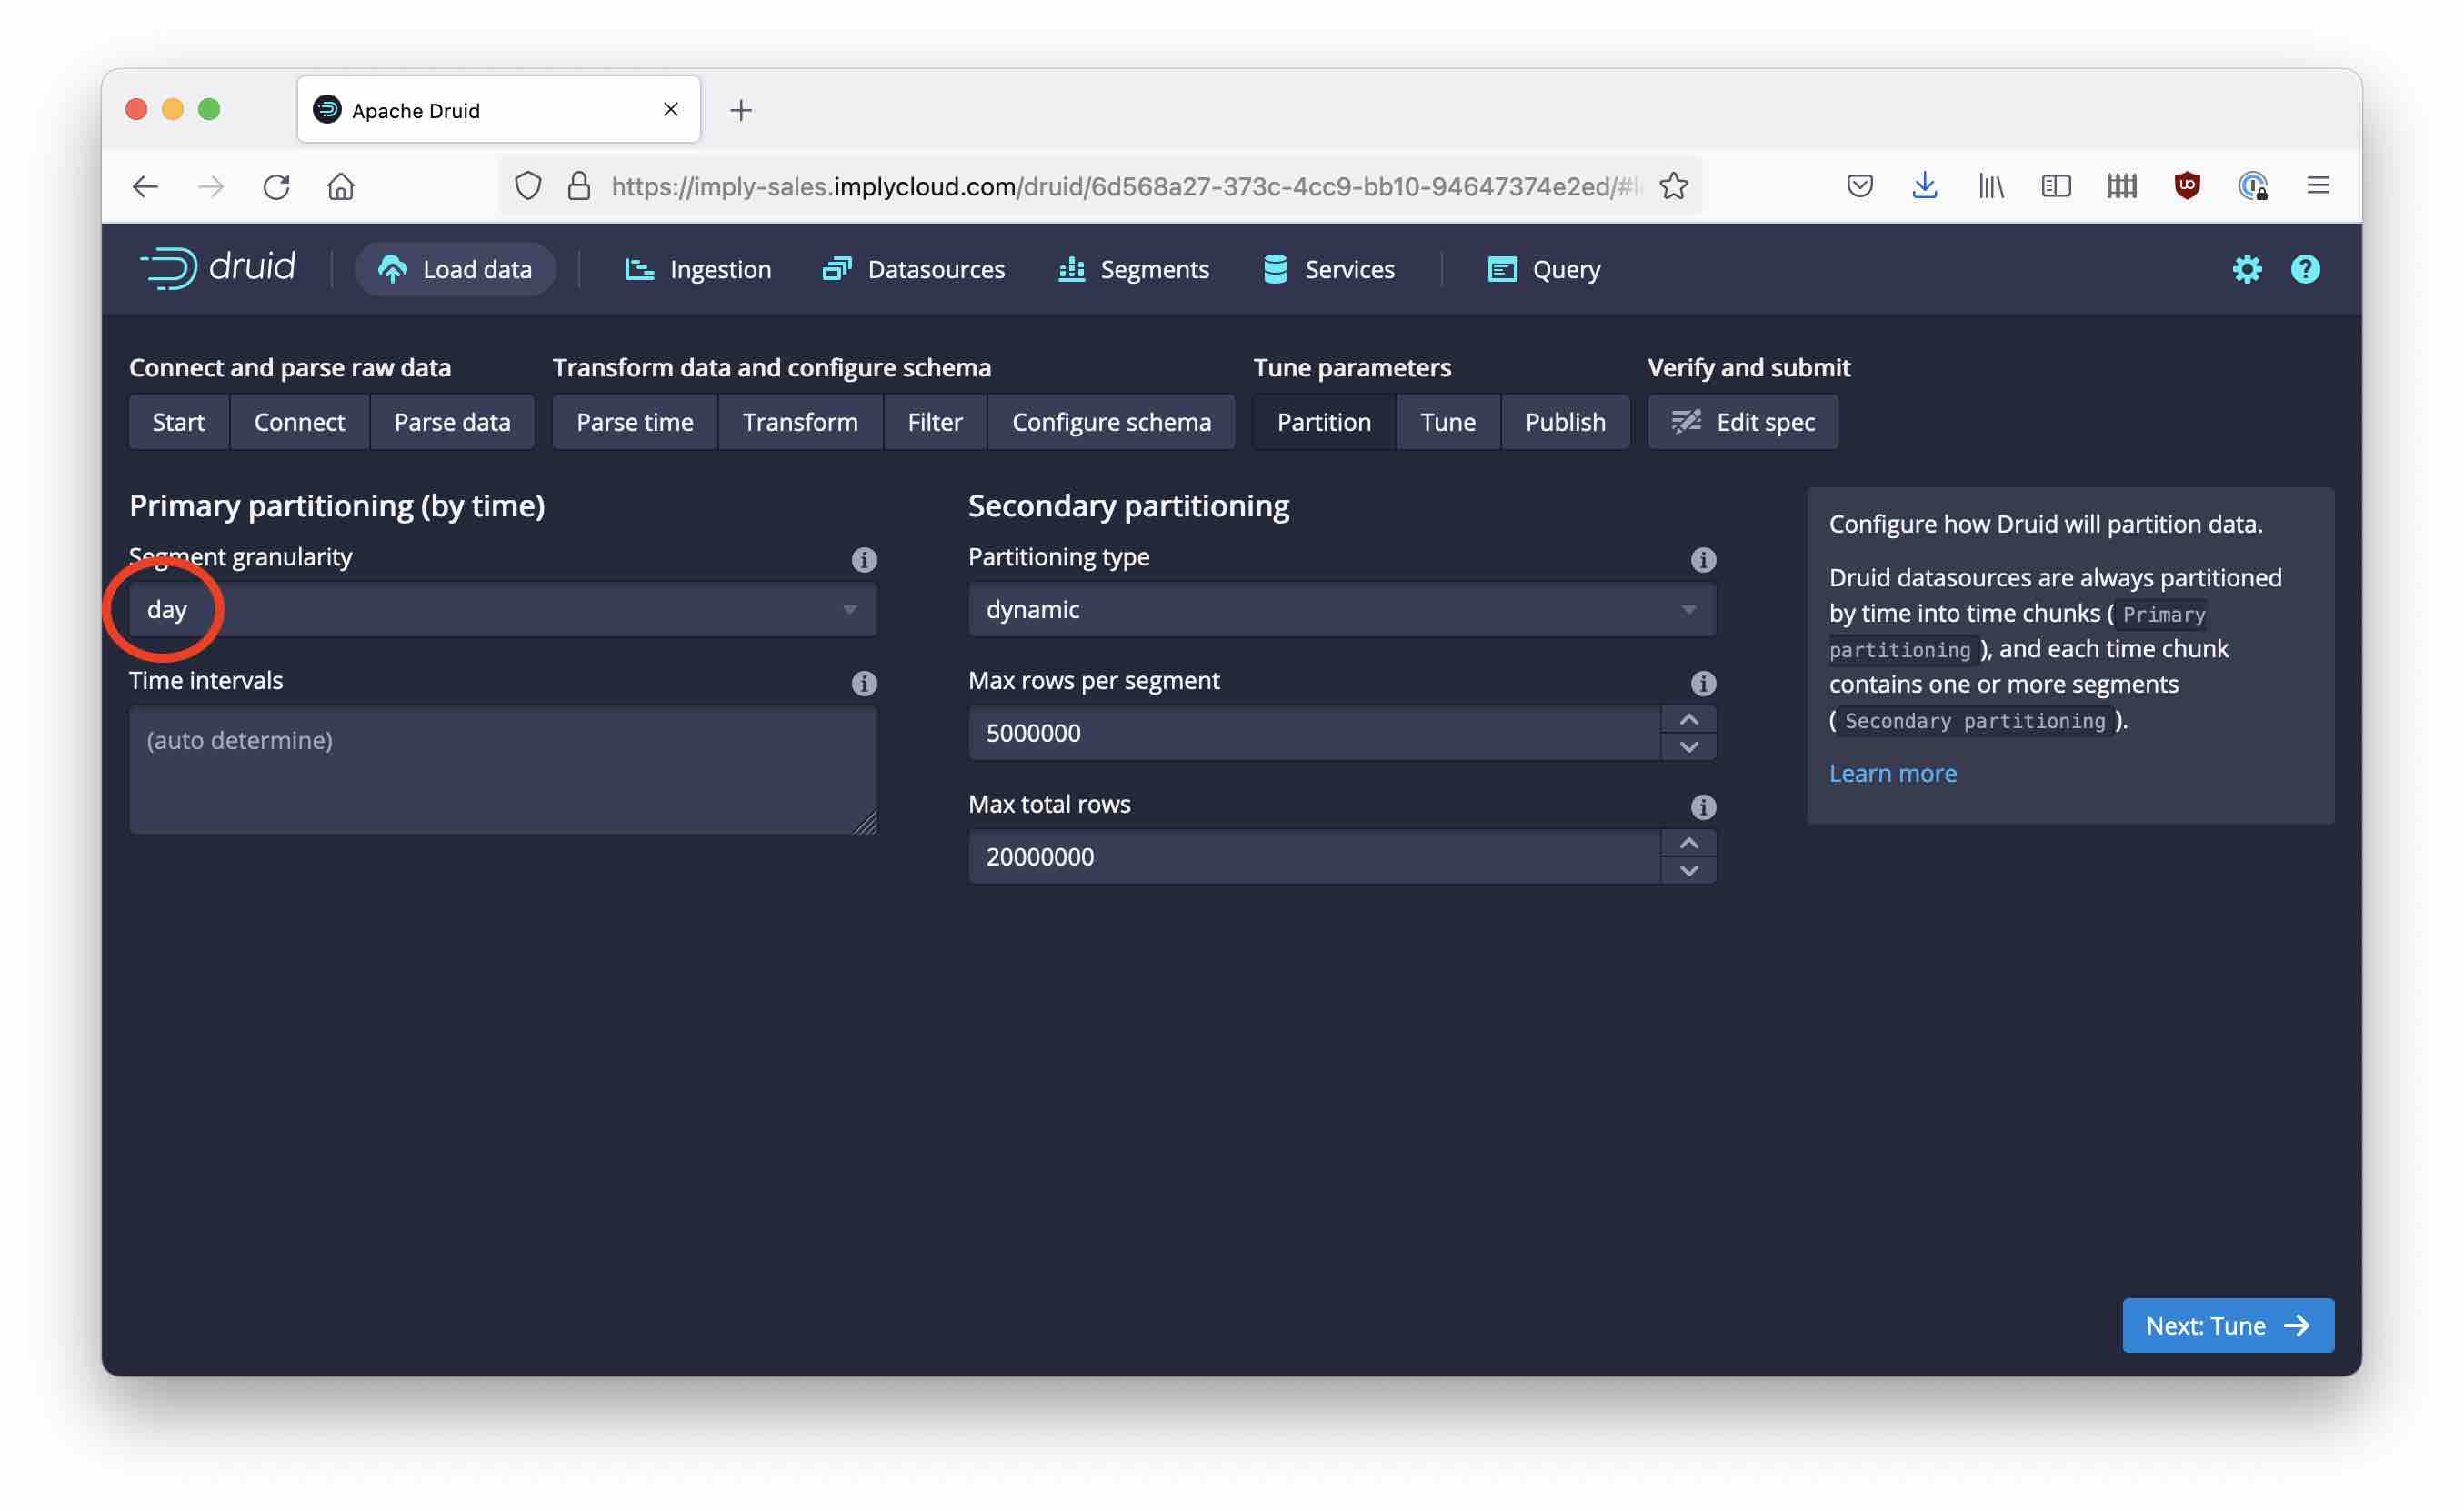 Apache Druid
https://imply-sales.implycloud.com/druid/6d568a27-373c-4cc9-bb10-94647374e2ed/#l
druid Load data Ingestion Datasources Segments Services Query
Connect and parse raw data Transform data and configure schema Tune parameters Verify and submit
Start Connect Parse data Parse time Transform Filter Configure schema Partition Tune Publish Edit spec
Primary partitioning (by time)
Segment granularity
day
Time intervals
(auto determine)
Secondary partitioning
Partitioning type
dynamic
Max rows per segment
5000000
Max total rows
20000000
Configure how Druid will partition data.
Druid datasources are always partitioned
by time into time chunks ( Primary
partitioning ), and each time chunk
contains one or more segments
( Secondary partitioning ).
Learn more
Next: Tune